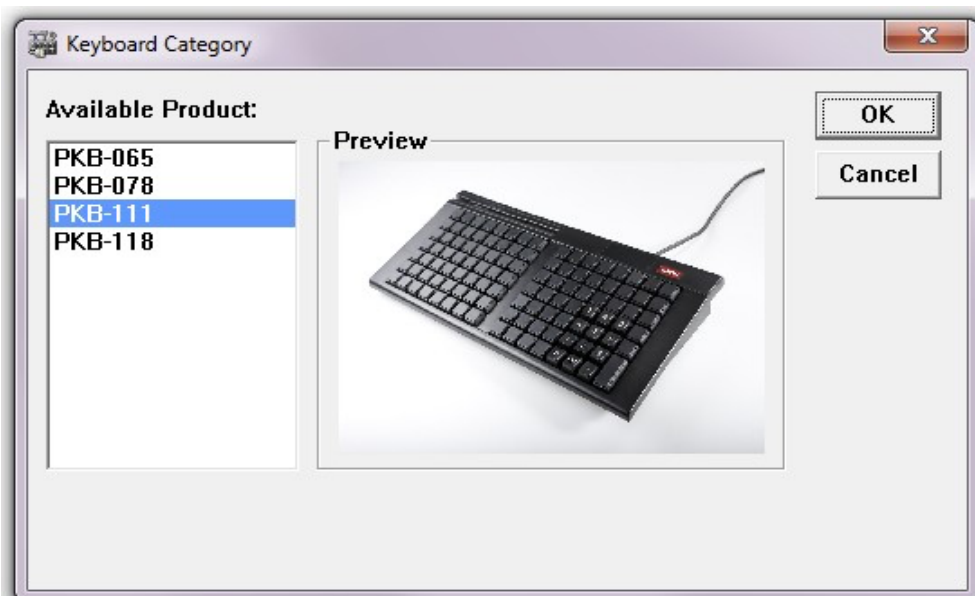 Keyboard Category
Available Product:
PKB-065
PKB-078
PKB-111
PKB-118
Preview
OK
Cancel